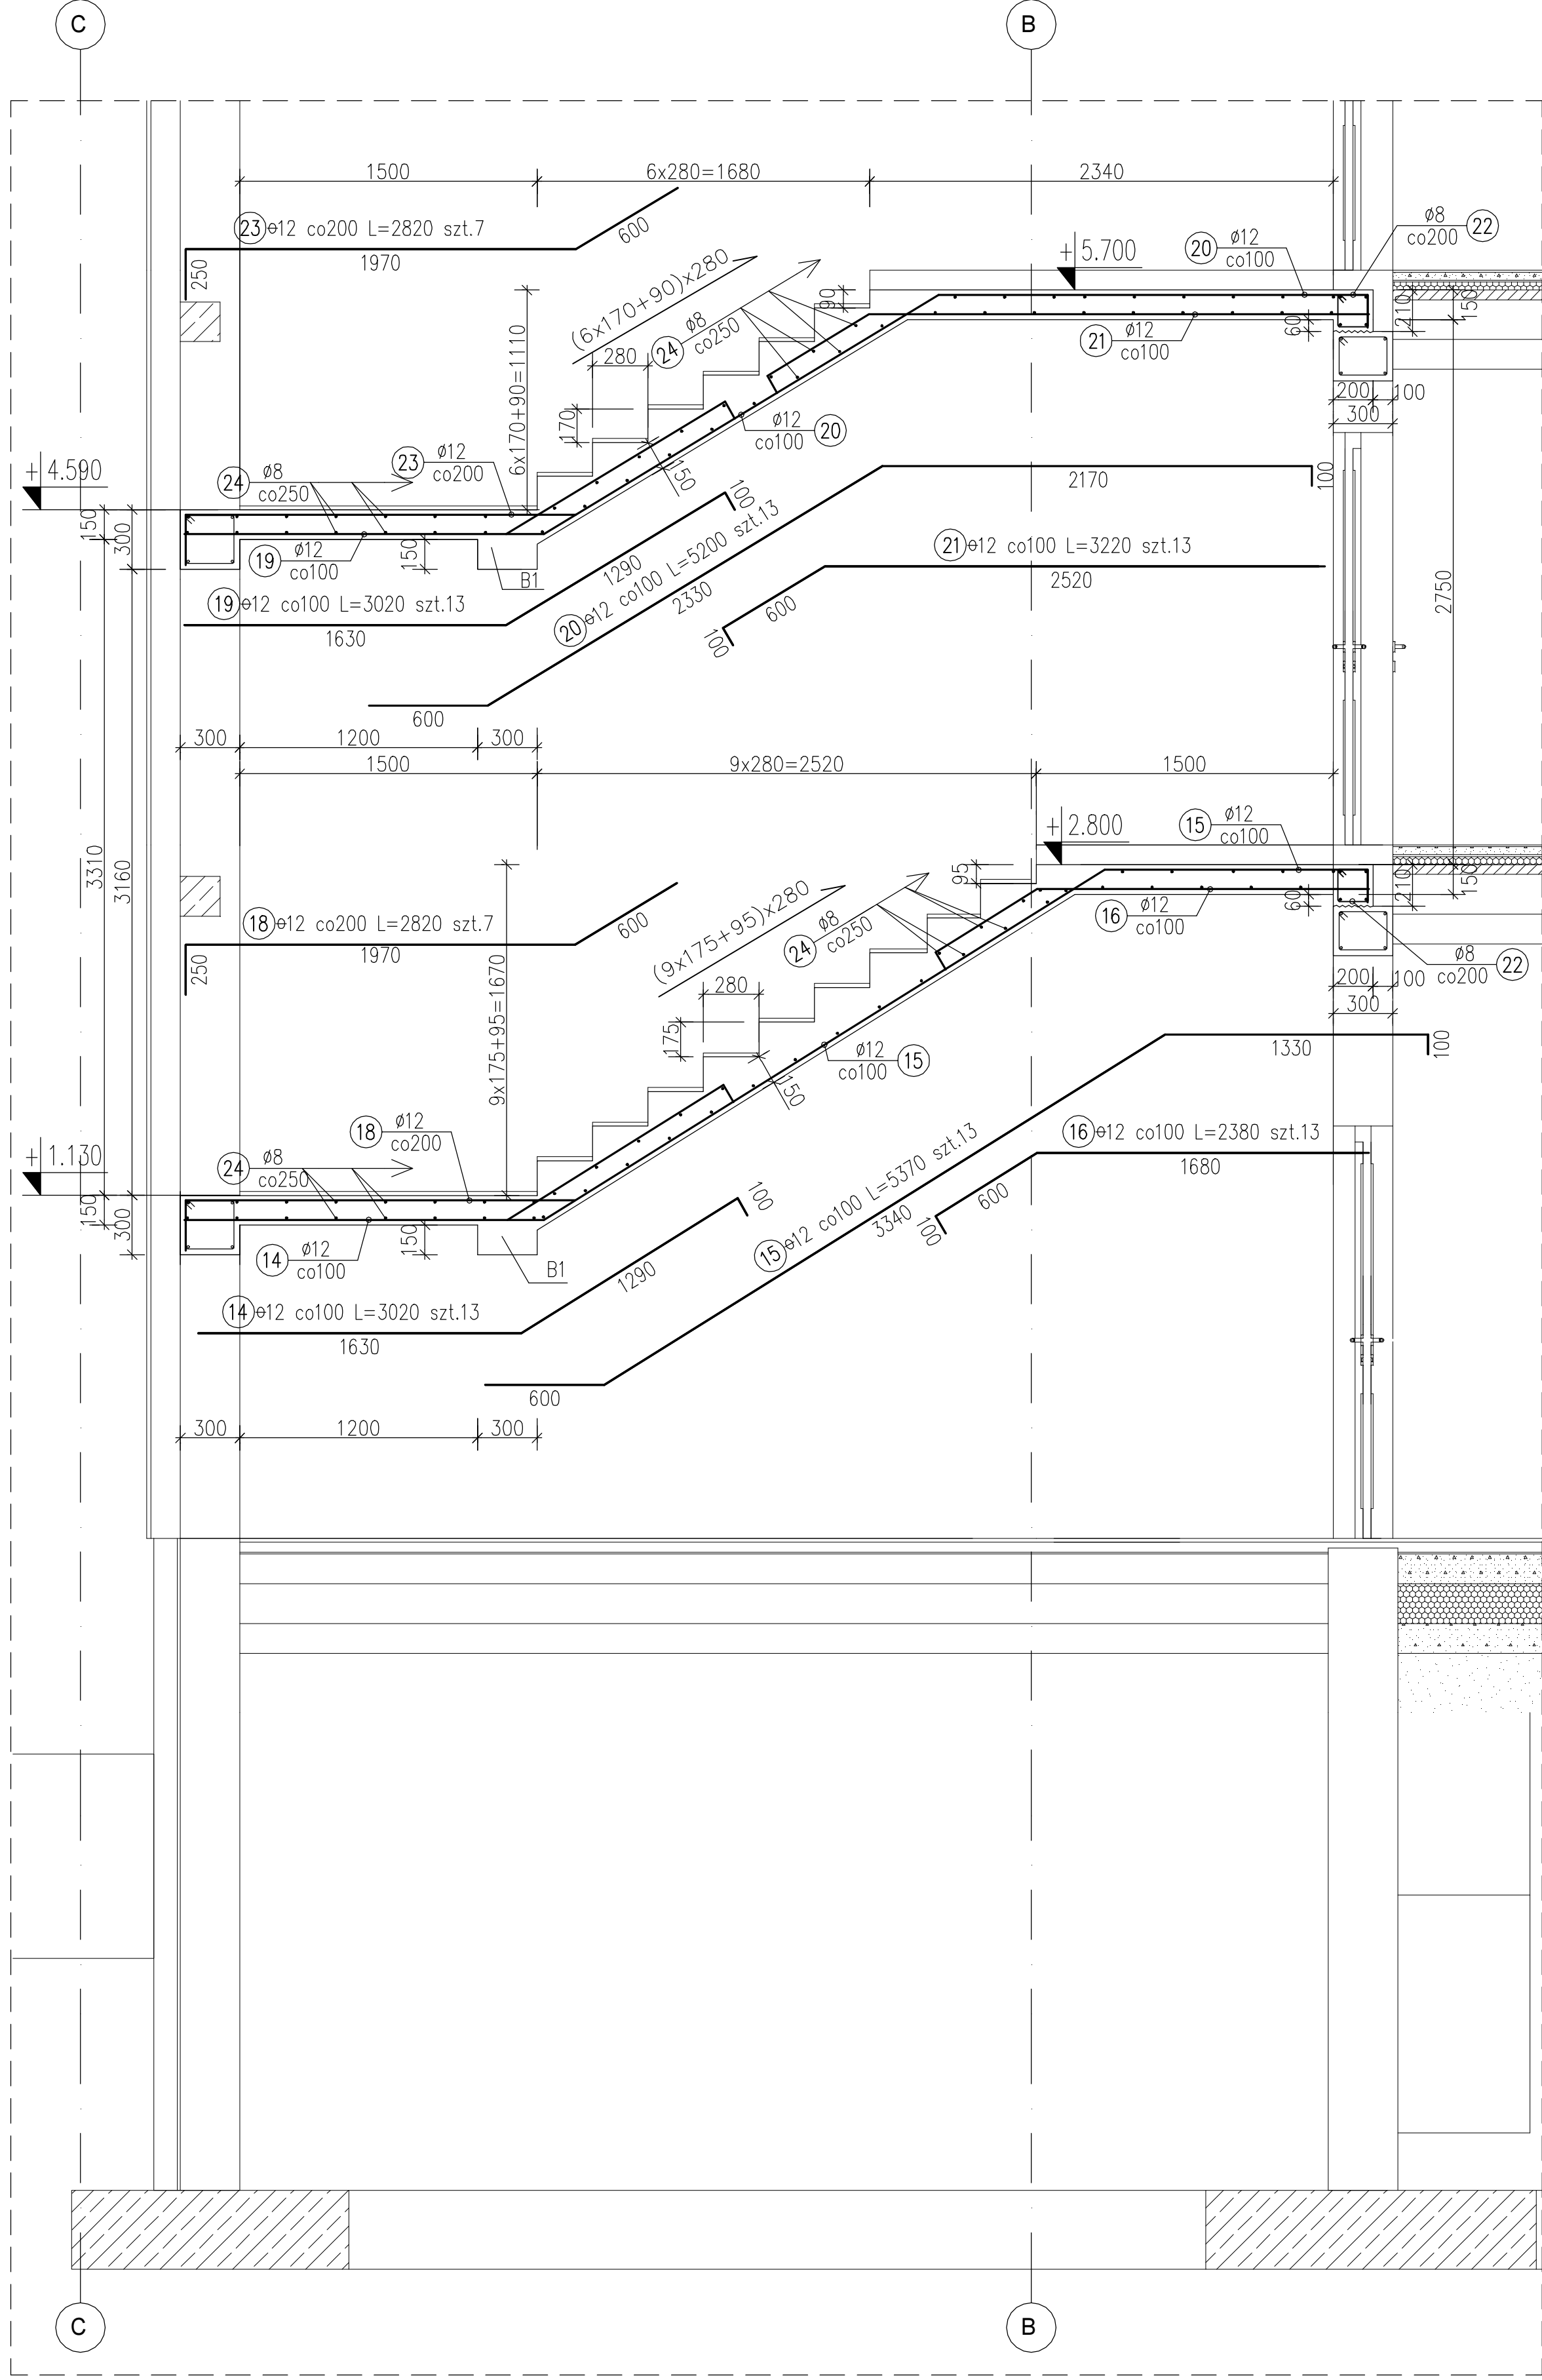 C
B
1500
6x280=1680
2340
23 ø12 co200 L=2820 szt.7
1970
250
600
(6x170+90)x280
6x170+90=1110
280
170
150
24 ø8
co250
90
+5.700
20 ø12
co100
ø8 22
co200
21 ø12
co100
210
60
150
200
100
300
ø12 20
co100
+4.590
24 ø8
co250
23 ø12
co200
150
300
19 ø12
co100
150
B1
19 ø12 co100 L=3020 szt.13
1630
1290
100
20 ø12 co100 L=5200 szt.13
2330
600
2170
100
21 ø12 co100 L=3220 szt.13
2520
600
100
2750
300
1200
300
1500
9x280=2520
1500
3310
3160
18 ø12 co200 L=2820 szt.7
1970
250
600
(9x175+95)x280
9x175+95=1670
280
175
150
24 ø8
co250
95
+2.800
15 ø12
co100
16 ø12
co100
210
60
150
ø8
co200 22
200
100
300
ø12 15
co100
+1.130
24 ø8
co250
18 ø12
co200
150
300
14 ø12
co100
150
B1
14 ø12 co100 L=3020 szt.13
1630
1290
100
15 ø12 co100 L=5370 szt.13
3340
600
1330
100
16 ø12 co100 L=2380 szt.13
1680
600
100
300
1200
300
C
B